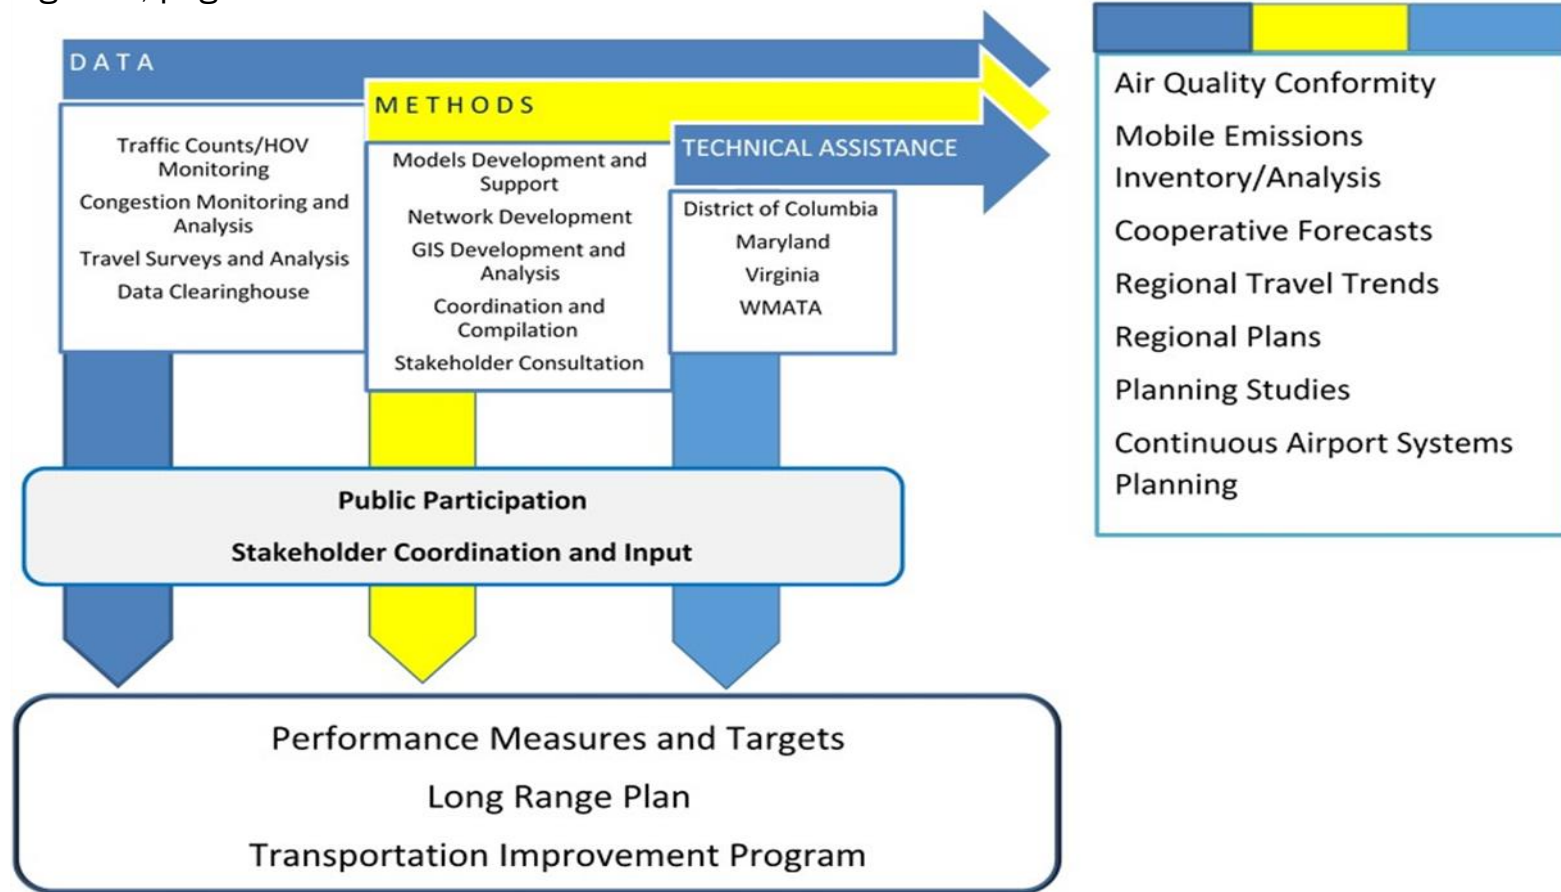 DATA
METHODS
TECHNICAL ASSISTANCE
Traffic Counts/HOV
Monitoring
Congestion Monitoring and
Analysis
Travel Surveys and Analysis
Data Clearinghouse
Models Development and
Support
Network Development
GIS Development and
Analysis
Coordination and
Compilation
Stakeholder Consultation
District of Columbia
Maryland
Virginia
WMATA
Public Participation
Stakeholder Coordination and Input
Performance Measures and Targets
Long Range Plan
Transportation Improvement Program
Air Quality Conformity
Mobile Emissions
Inventory/Analysis
Cooperative Forecasts
Regional Travel Trends
Regional Plans
Planning Studies
Continuous Airport Systems
Planning